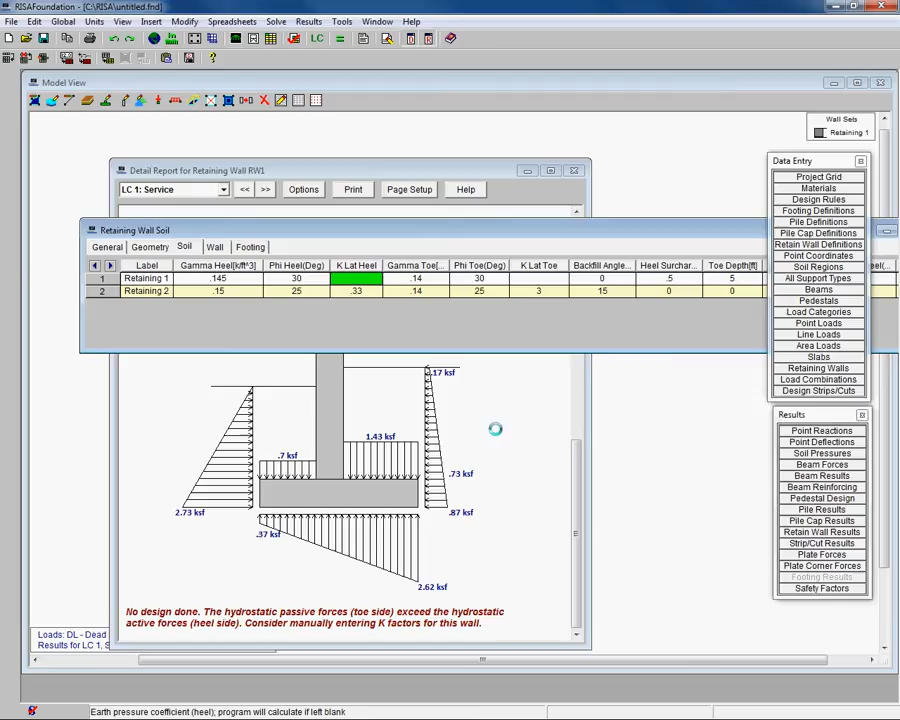 RISAFoundation - [C:\RISA\untitled.fnd]
File Edit Global Units View Insert Modify Spreadsheets Solve Results Tools Window Help
LC
Model View
Wall Sets
Retaining 1
Detail Report for Retaining Wall RW1
LC 1: Service << >> Options Print Page Setup Help
Retaining Wall Soil
General Geometry Soil Wall Footing
Label Gamma Heel[k/ft^3] Phi Heel(Deg) K Lat Heel Gamma Toe[... Phi Toe(Deg) K Lat Toe Backfill Angle... Heel Surchar... Toe Depth[ft]
1 Retaining 1 .145 30 .14 30 0 .5 5
2 Retaining 2 .15 25 .33 .14 25 3 15 0 0
Data Entry
Project Grid
Materials
Design Rules
Footing Definitions
Pile Definitions
Pile Cap Definitions
Retain Wall Definitions
Point Coordinates
Soil Regions
All Support Types
Beams
Pedestals
Load Categories
Point Loads
Line Loads
Area Loads
Slabs
Retaining Walls
Load Combinations
Design Strips/Cuts
Results
Point Reactions
Point Deflections
Soil Pressures
Beam Forces
Beam Results
Beam Reinforcing
Pedestal Design
Pile Results
Pile Cap Results
Retain Wall Results
Strip/Cut Results
Plate Forces
Plate Corner Forces
Footing Results
Safety Factors
.17 ksf
1.43 ksf
.7 ksf
.73 ksf
2.73 ksf
.87 ksf
.37 ksf
2.62 ksf
No design done. The hydrostatic passive forces (toe side) exceed the hydrostatic
active forces (heel side). Consider manually entering K factors for this wall.
Loads: DL - Dead
Results for LC 1, S
Earth pressure coefficient (heel); program will calculate if left blank